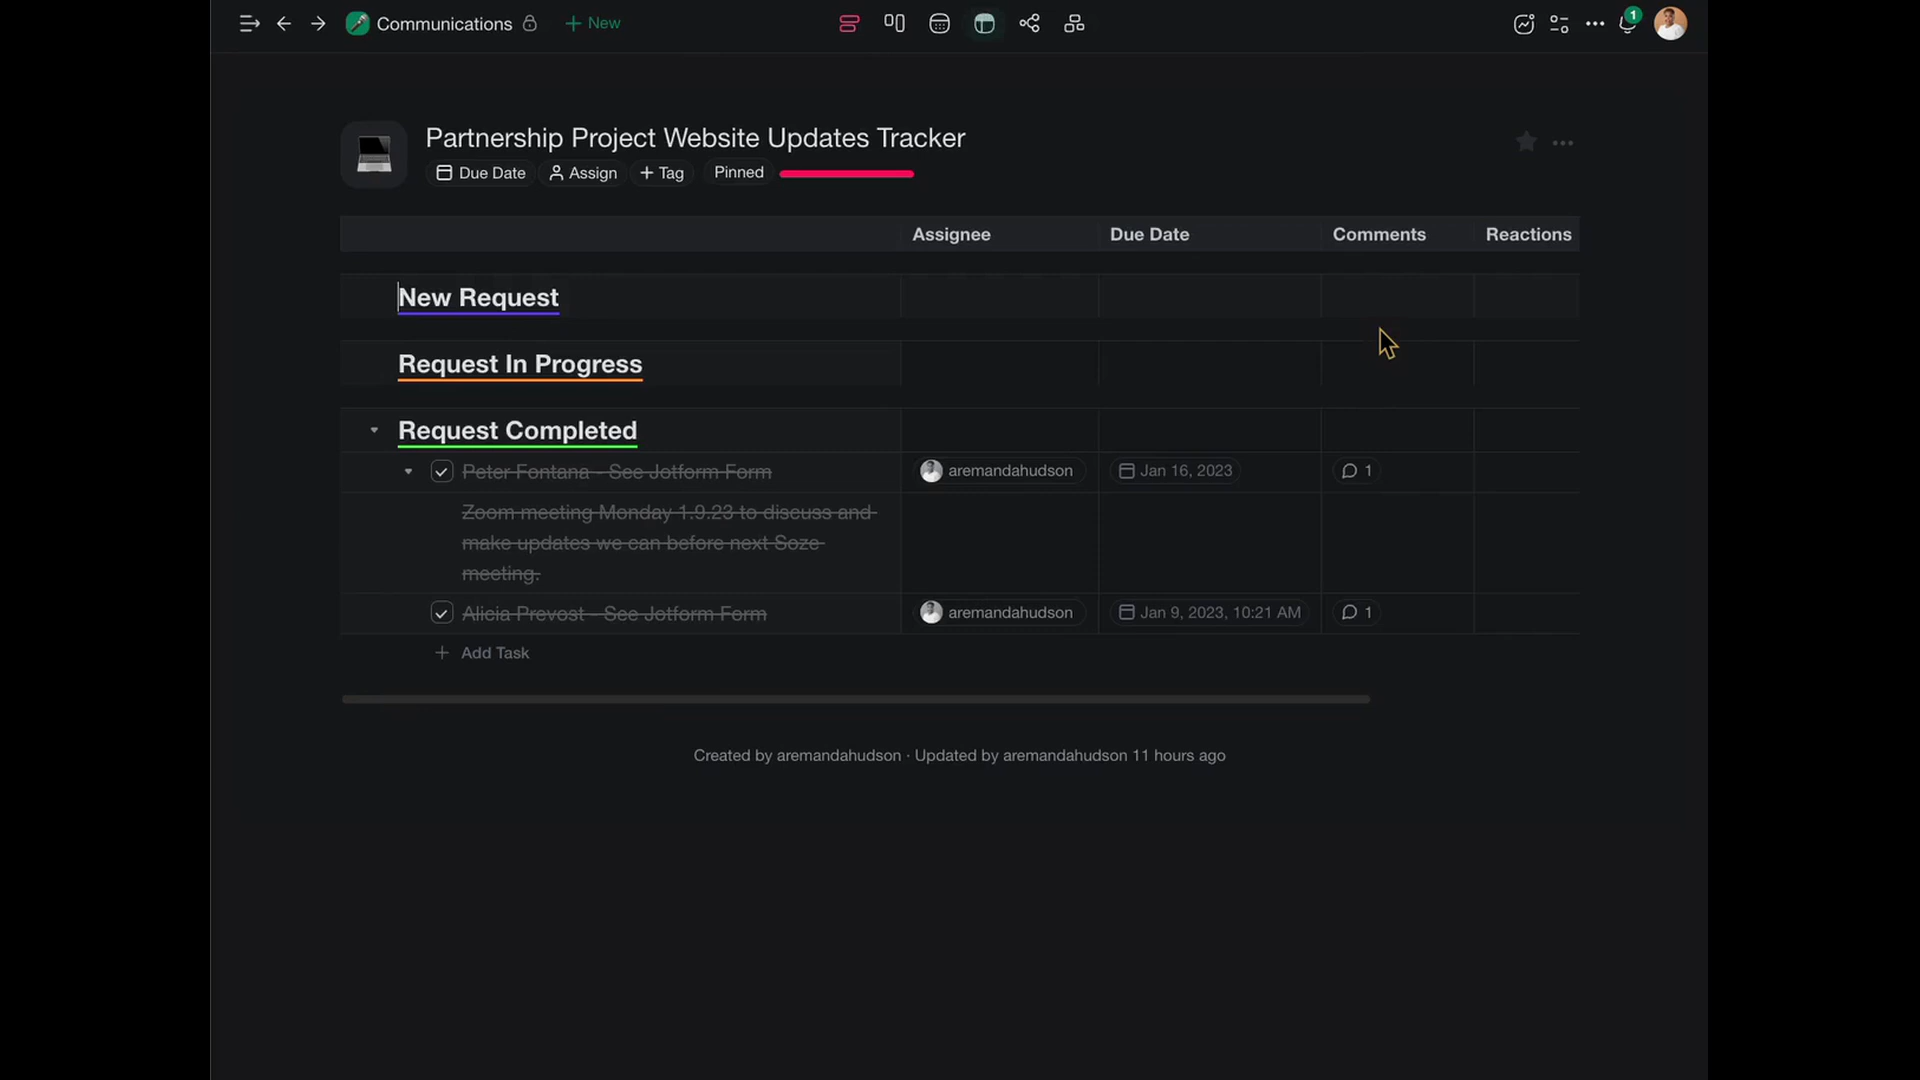 Communications
New
1
Partnership Project Website Updates Tracker
Due Date Assign + Tag Pinned
Assignee Due Date Comments Reactions
New Request
Request In Progress
Request Completed
Peter Fontana - See Jotform Form aremandahudson Jan 16, 2023 1
Zoom meeting Monday 1.9.23 to discuss and
make updates we can before next Soze
meeting.
Alicia Prevost - See Jotform Form aremandahudson Jan 9, 2023, 10:21 AM 1
Add Task
Created by aremandahudson · Updated by aremandahudson 11 hours ago